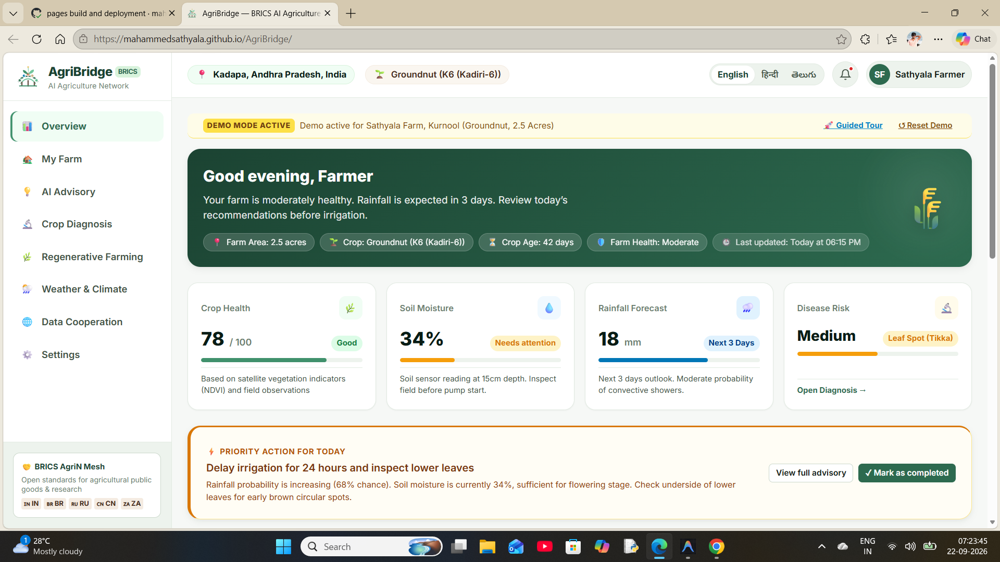 pages build and deployment · mah
AgriBridge — BRICS AI Agriculture
https://mahammedsathyala.github.io/AgriBridge/
Chat
AgriBridge BRICS
AI Agriculture Network
Kadapa, Andhra Pradesh, India
Groundnut (K6 (Kadiri-6))
English हिन्दी తెలుగు
SF Sathyala Farmer
Overview
My Farm
AI Advisory
Crop Diagnosis
Regenerative Farming
Weather & Climate
Data Cooperation
Settings
BRICS AgriN Mesh
Open standards for agricultural public
goods & research
IN IN BR BR RU RU CN CN ZA ZA
DEMO MODE ACTIVE Demo active for Sathyala Farm, Kurnool (Groundnut, 2.5 Acres)
Guided Tour ↺ Reset Demo
Good evening, Farmer
Your farm is moderately healthy. Rainfall is expected in 3 days. Review today’s
recommendations before irrigation.
Farm Area: 2.5 acres
Crop: Groundnut (K6 (Kadiri-6))
Crop Age: 42 days
Farm Health: Moderate
Last updated: Today at 06:15 PM
Crop Health
78 / 100
Good
Based on satellite vegetation indicators
(NDVI) and field observations
Soil Moisture
34%
Needs attention
Soil sensor reading at 15cm depth. Inspect
field before pump start.
Rainfall Forecast
18 mm
Next 3 Days
Next 3 days outlook. Moderate probability
of convective showers.
Disease Risk
Medium
Leaf Spot (Tikka)
Open Diagnosis →
PRIORITY ACTION FOR TODAY
Delay irrigation for 24 hours and inspect lower leaves
Rainfall probability is increasing (68% chance). Soil moisture is currently 34%, sufficient for flowering stage. Check underside of lower
leaves for early brown circular spots.
View full advisory
✓ Mark as completed
1
28°C
Mostly cloudy
Search
ENG
IN
07:23:45
22-09-2026